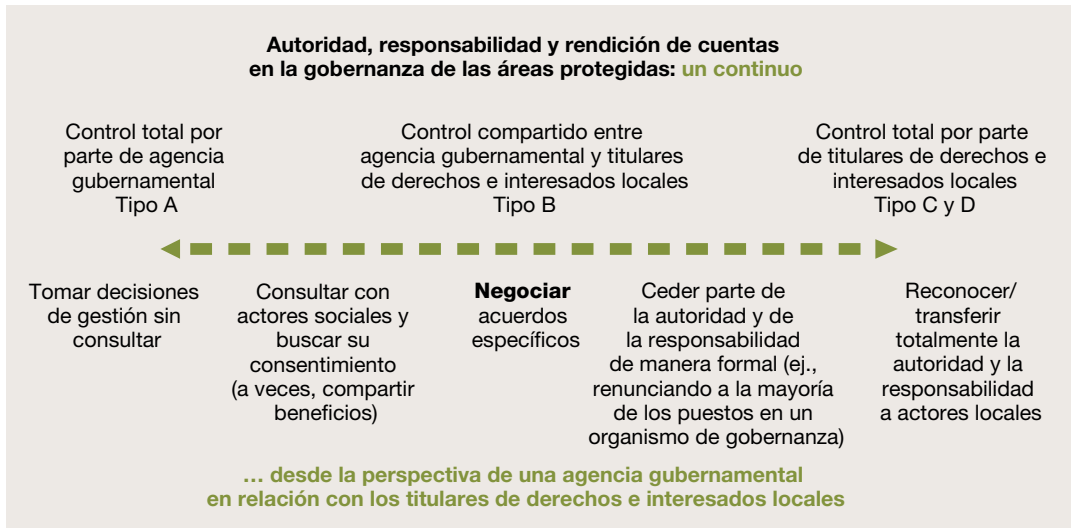 Autoridad, responsabilidad y rendición de cuentas
en la gobernanza de las áreas protegidas: un continuo
Control total por
parte de agencia
gubernamental
Tipo A
Control compartido entre
agencia gubernamental y titulares
de derechos e interesados locales
Tipo B
Control total por parte
de titulares de derechos e
interesados locales
Tipo C y D
Tomar decisiones
de gestión sin
consultar
Consultar con
actores sociales y
buscar su
consentimiento
(a veces, compartir
beneficios)
Negociar
acuerdos
específicos
Ceder parte de
la autoridad y de
la responsabilidad
de manera formal (ej.,
renunciando a la mayoría
de los puestos en un
organismo de gobernanza)
Reconocer/
transferir
totalmente la
autoridad y la
responsabilidad
a actores locales
... desde la perspectiva de una agencia gubernamental
en relación con los titulares de derechos e interesados locales